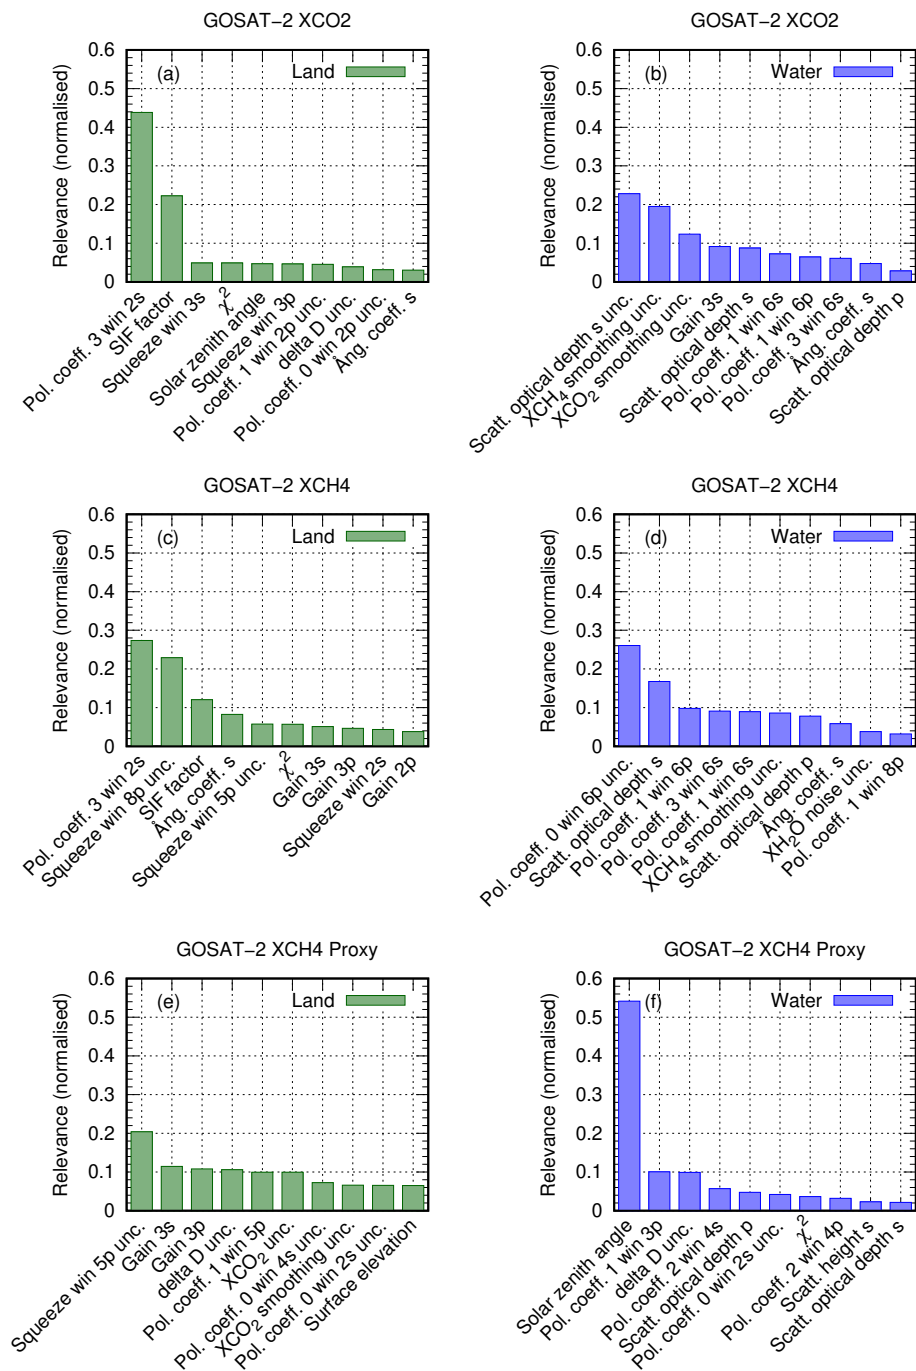 GOSAT−2 XCO2
0.6
0.5
0.4
0.3
0.2
0.1
0
Relevance (normalised)
(a)
Land
Pol. coeff. 3 win 2s
SIF factor
Squeeze win 3s
χ²
Solar zenith angle
Squeeze win 3p
Pol. coeff. 1 win 2p unc.
delta D unc.
Pol. coeff. 0 win 2p unc.
Ång. coeff. s
GOSAT−2 XCO2
0.6
0.5
0.4
0.3
0.2
0.1
0
Relevance (normalised)
(b)
Water
Scatt. optical depth s unc.
XCH₄ smoothing unc.
XCO₂ smoothing unc.
Gain 3s
Scatt. optical depth s
Pol. coeff. 1 win 6s
Pol. coeff. 1 win 6p
Pol. coeff. 3 win 6s
Ång. coeff. s
Scatt. optical depth p
GOSAT−2 XCH4
0.6
0.5
0.4
0.3
0.2
0.1
0
Relevance (normalised)
(c)
Land
Pol. coeff. 3 win 2s
Squeeze win 8p unc.
SIF factor
Ång. coeff. s
Squeeze win 5p unc.
χ²
Gain 3s
Gain 3p
Squeeze win 2s
Gain 2p
GOSAT−2 XCH4
0.6
0.5
0.4
0.3
0.2
0.1
0
Relevance (normalised)
(d)
Water
Pol. coeff. 0 win 6p unc.
Scatt. optical depth s
Pol. coeff. 1 win 6p
Pol. coeff. 3 win 6s
Pol. coeff. 1 win 6s
XCH₄ smoothing unc.
Scatt. optical depth p
Ång. coeff. s
XH₂O noise unc.
Pol. coeff. 1 win 8p
GOSAT−2 XCH4 Proxy
0.6
0.5
0.4
0.3
0.2
0.1
0
Relevance (normalised)
(e)
Land
Squeeze win 5p unc.
Gain 3s
Gain 3p
delta D unc.
Pol. coeff. 1 win 5p
XCO₂ unc.
Pol. coeff. 0 win 4s unc.
XCO₂ smoothing unc.
Pol. coeff. 0 win 2s unc.
Surface elevation
GOSAT−2 XCH4 Proxy
0.6
0.5
0.4
0.3
0.2
0.1
0
Relevance (normalised)
(f)
Water
Solar zenith angle
Pol. coeff. 1 win 3p
delta D unc.
Pol. coeff. 2 win 4s
Scatt. optical depth p
Pol. coeff. 0 win 2s unc.
χ²
Pol. coeff. 2 win 4p
Scatt. height s
Scatt. optical depth s